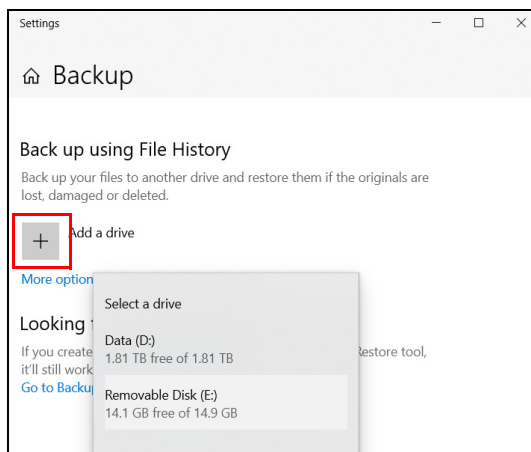 Settings
Backup
Back up using File History
Back up your files to another drive and restore them if the originals are
lost, damaged or deleted.
Add a drive
More option
Select a drive
Looking
Data (D:)
If you create
1.81 TB free of 1.81 TB
Restore tool,
it'll still work
Go to Backup
Removable Disk (E:)
14.1 GB free of 14.9 GB